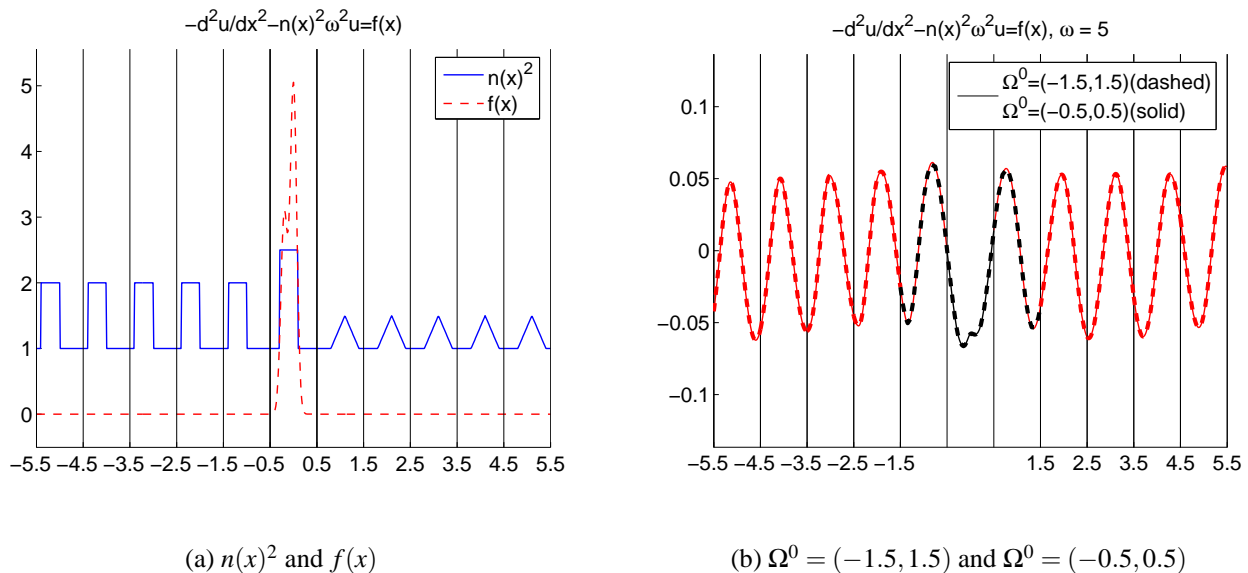 −d²u/dx²−n(x)²ω²u=f(x)
n(x)²
f(x)
5
4
3
2
1
0
−5.5 −4.5 −3.5 −2.5 −1.5 −0.5 0.5 1.5 2.5 3.5 4.5 5.5
(a) n(x)² and f(x)
−d²u/dx²−n(x)²ω²u=f(x), ω = 5
Ω⁰=(−1.5,1.5)(dashed)
Ω⁰=(−0.5,0.5)(solid)
0.1
0.05
0
−0.05
−0.1
−5.5 −4.5 −3.5 −2.5 −1.5 1.5 2.5 3.5 4.5 5.5
(b) Ω⁰ = (−1.5,1.5) and Ω⁰ = (−0.5,0.5)